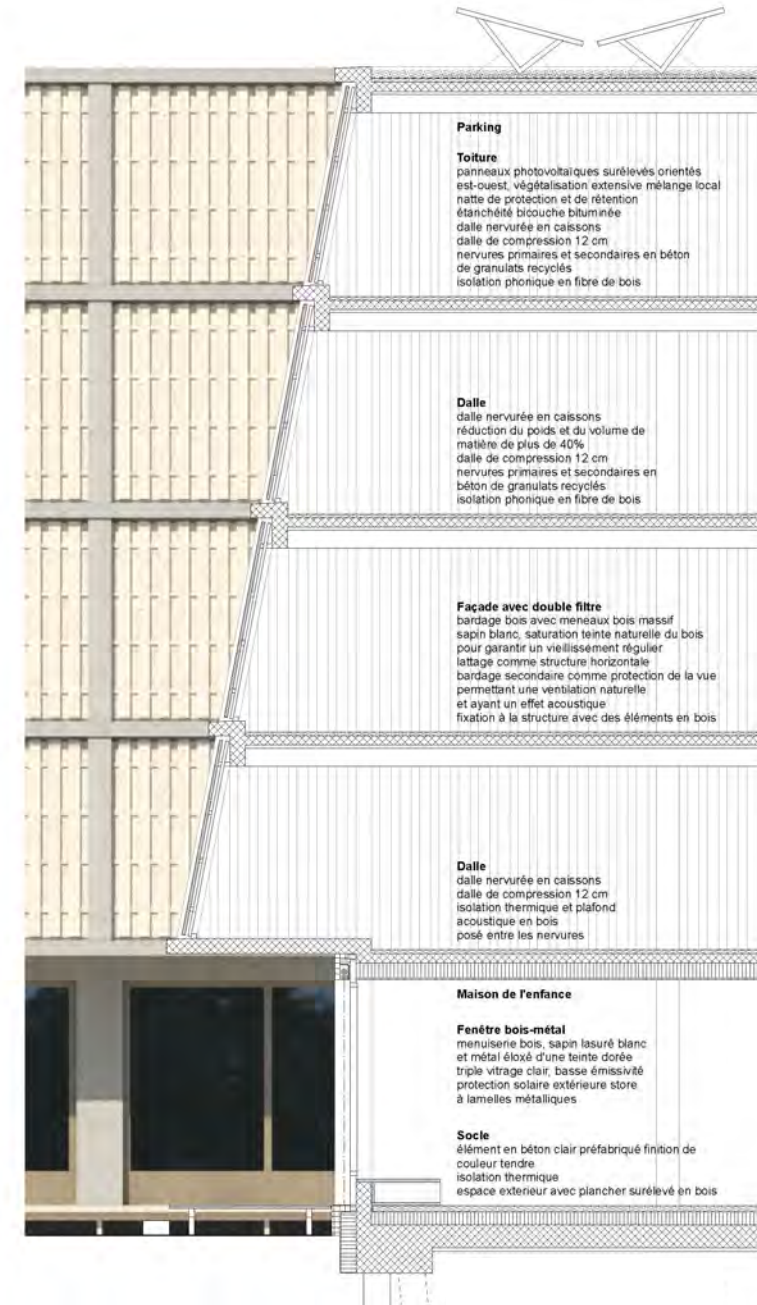 Parking
Toiture
panneaux photovoltaïques surélevés orientés
est-ouest, végétalisation extensive mélange local
natte de protection et de rétention
étanchéité bicouche bituminée
dalle nervurée en caissons
dalle de compression 12 cm
nervures primaires et secondaires en béton
de granulats recyclés
isolation phonique en fibre de bois
Dalle
dalle nervurée en caissons
réduction du poids et du volume de
matière de plus de 40%
dalle de compression 12 cm
nervures primaires et secondaires en
béton de granulats recyclés
isolation phonique en fibre de bois
Façade avec double filtre
bardage bois avec meneaux bois massif
sapin blanc, saturation teinte naturelle du bois
pour garantir un vieillissement régulier
lattage comme structure horizontale
bardage secondaire comme protection de la vue
permettant une ventilation naturelle
et ayant un effet acoustique
fixation à la structure avec des éléments en bois
Dalle
dalle nervurée en caissons
dalle de compression 12 cm
isolation thermique et plafond
acoustique en bois
posé entre les nervures
Maison de l'enfance
Fenêtre bois-métal
menuiserie bois, sapin lasuré blanc
et métal éloxé d'une teinte dorée
triple vitrage clair, basse émissivité
protection solaire extérieure store
à lamelles métalliques
Socle
élément en béton clair préfabriqué finition de
couleur tendre
isolation thermique
espace exterieur avec plancher surélevé en bois